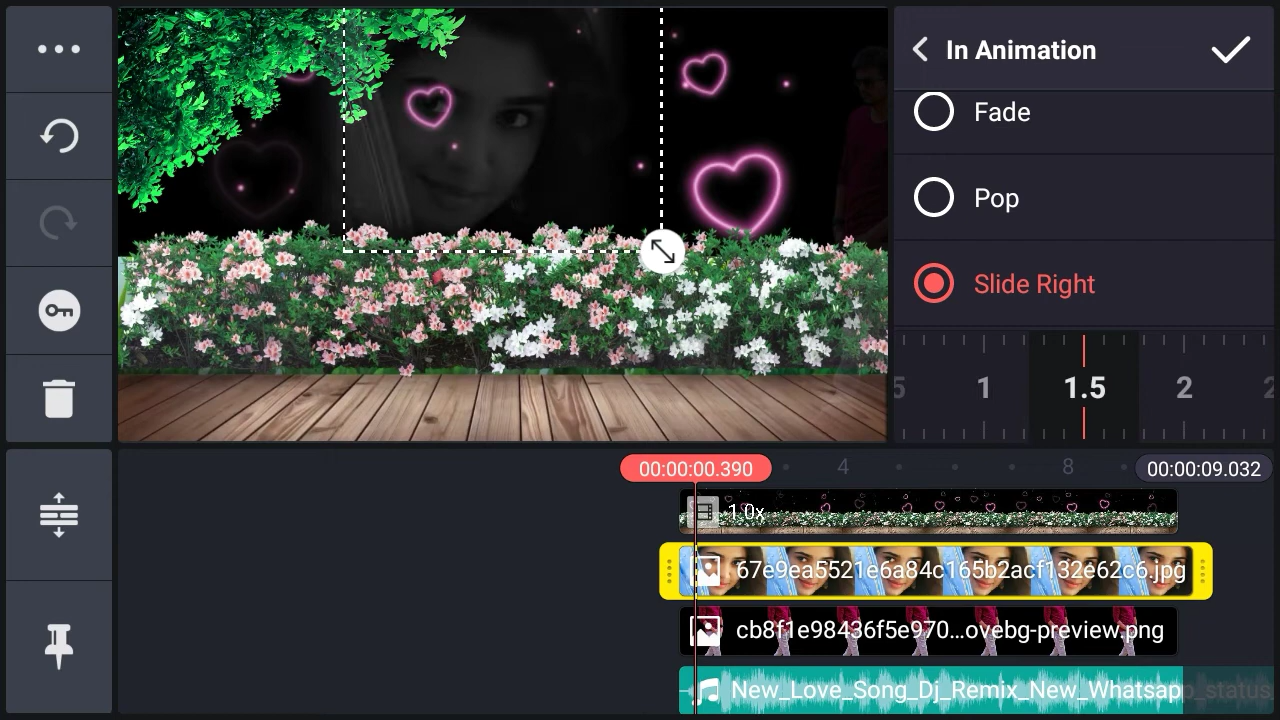 In Animation
Fade
Pop
Slide Right
1
1.5
2
00:00:00.390
4
8
00:00:09.032
1.0x
67e9ea5521e6a84c165b2acf132e62c6.jpg
cb8f1e98436f5e970...ovebg-preview.png
New_Love_Song_Dj_Remix_New_Whatsapp_status